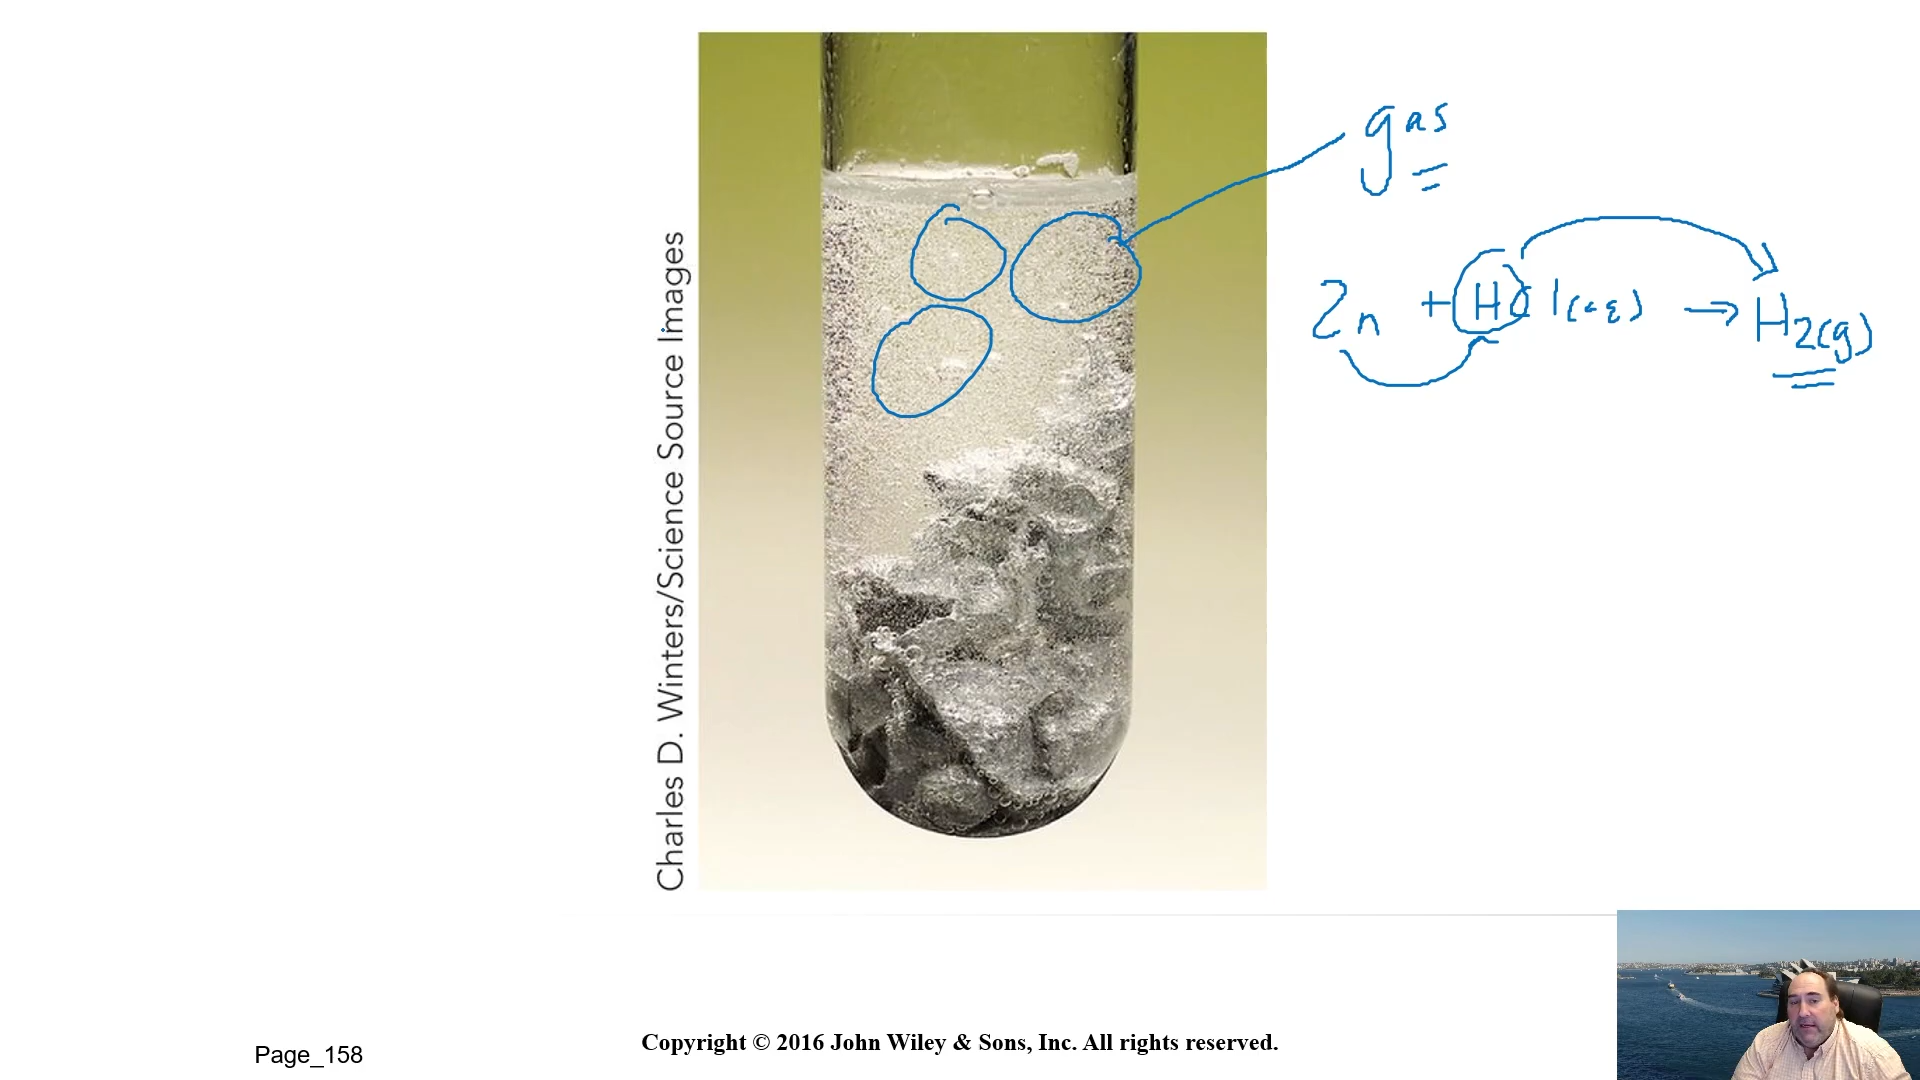 gas
Zn + HCl(aq) → H2(g)
Charles D. Winters/Science Source Images
Copyright © 2016 John Wiley & Sons, Inc. All rights reserved.
Page_158